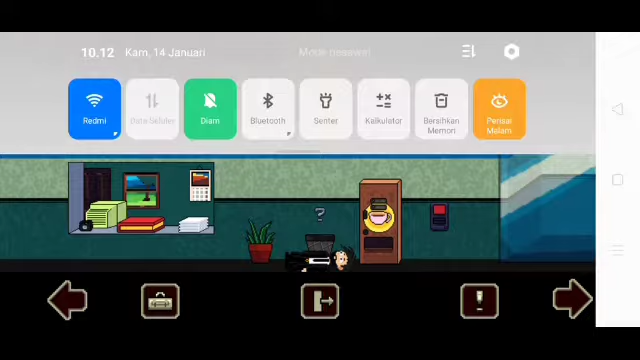 10.12 Kam, 14 Januari
Mode pesawat
Redmi
Data Seluler
Diam
Bluetooth
Senter
Kalkulator
Bersihkan
Memori
Pensar
Malam
?